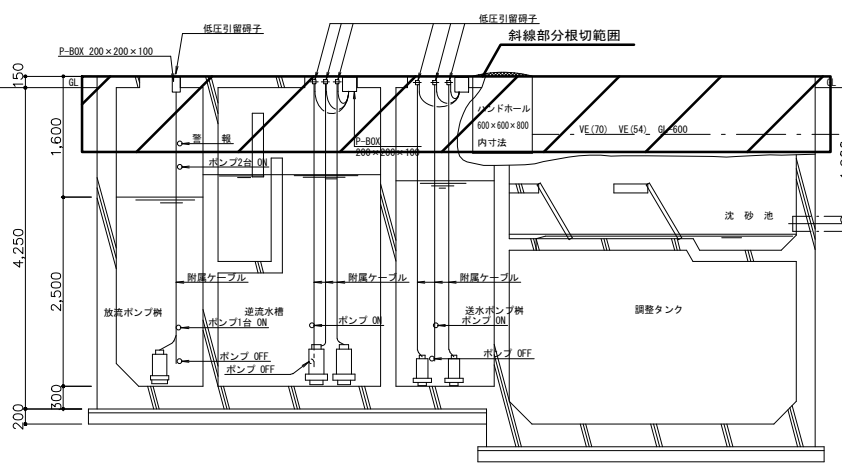 低圧引留碍子
低圧引留碍子
斜線部分根切範囲
P-BOX 200×200×100
150
GL
GL
ハンドホール
600×600×800
内寸法
VE(70) VE(54) GL-600
1,600
警 報
P-BOX
200×200×100
ポンプ2台 ON
沈 砂 池
4,250
2,500
附属ケーブル
附属ケーブル
附属ケーブル
放流ポンプ桝
逆流水槽
送水ポンプ桝
調整タンク
ポンプ1台 ON
ポンプ ON
ポンプ ON
ポンプ OFF
ポンプ OFF
ポンプ OFF
300
200